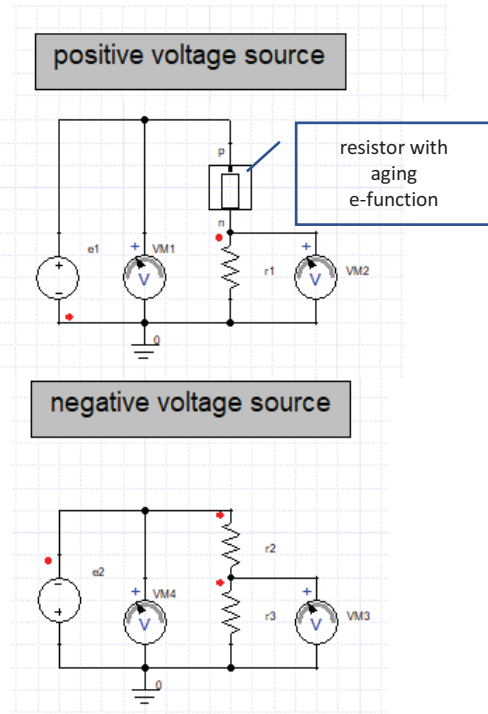 positive voltage source
p
resistor with
aging
e-function
n
+
e1
VM1
+
+
r1
VM2
V
V
−
0
negative voltage source
r2
−
e2
+
VM4
+
r3
VM3
+
V
V
0